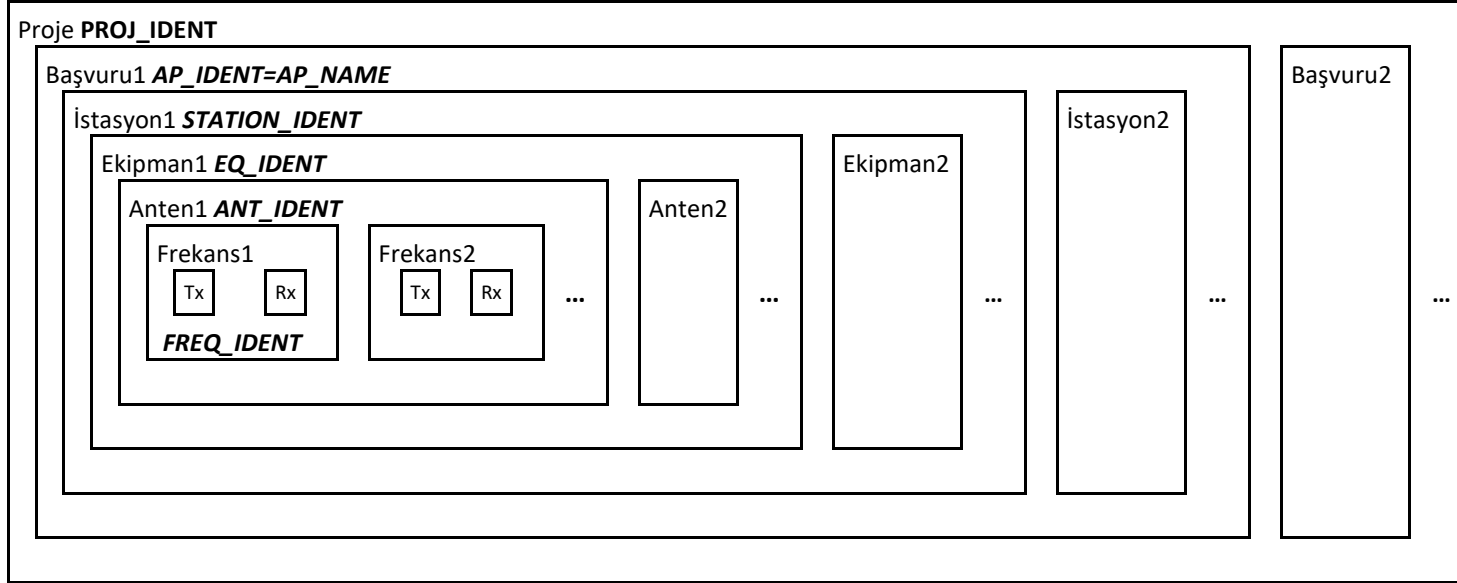 Proje PROJ_IDENT
Başvuru1 AP_IDENT=AP_NAME
Başvuru2
İstasyon1 STATION_IDENT
İstasyon2
Ekipman1 EQ_IDENT
Ekipman2
Anten1 ANT_IDENT
Anten2
Frekans1
Frekans2
Tx Rx
Tx Rx
... ... ... ... ...
FREQ_IDENT